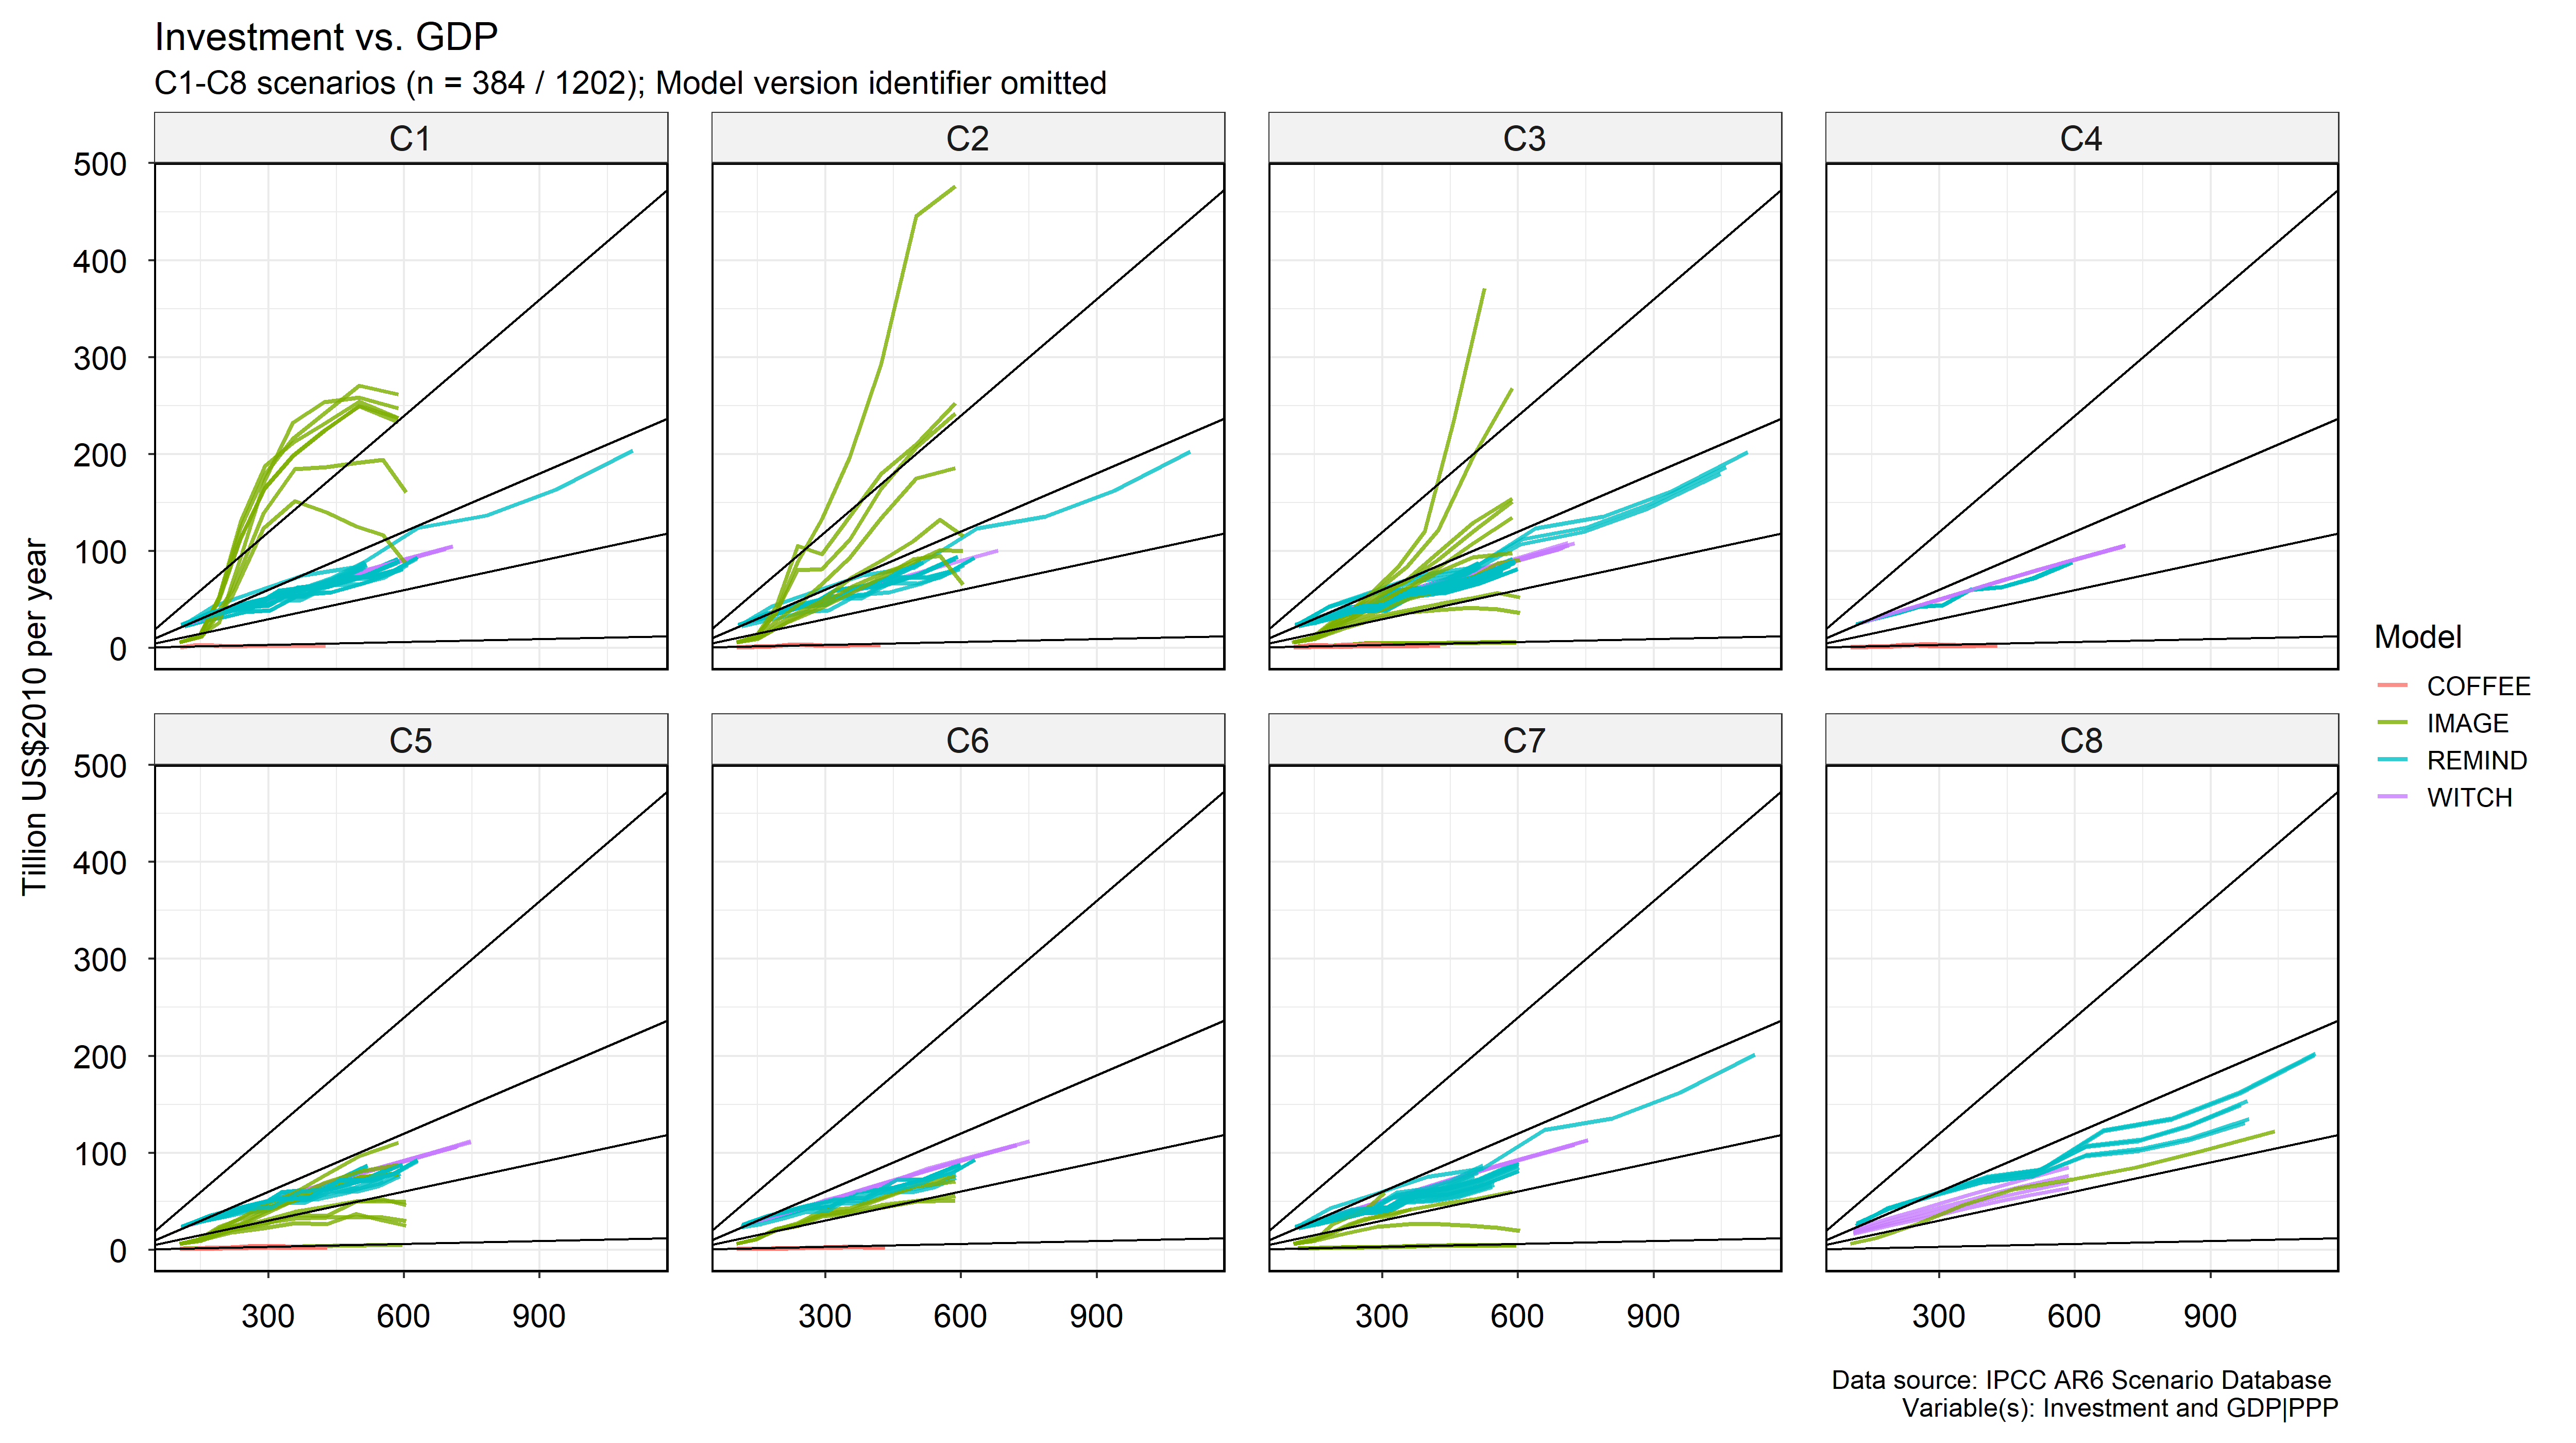 Investment vs. GDP
C1-C8 scenarios (n = 384 / 1202); Model version identifier omitted
C1
C2
C3
C4
500
400
300
200
100
0
Tillion US$2010 per year
C5
C6
C7
C8
500
400
300
200
100
0
300
600
900
300
600
900
300
600
900
300
600
900
Model
COFFEE
IMAGE
REMIND
WITCH
Data source: IPCC AR6 Scenario Database
Variable(s): Investment and GDP|PPP